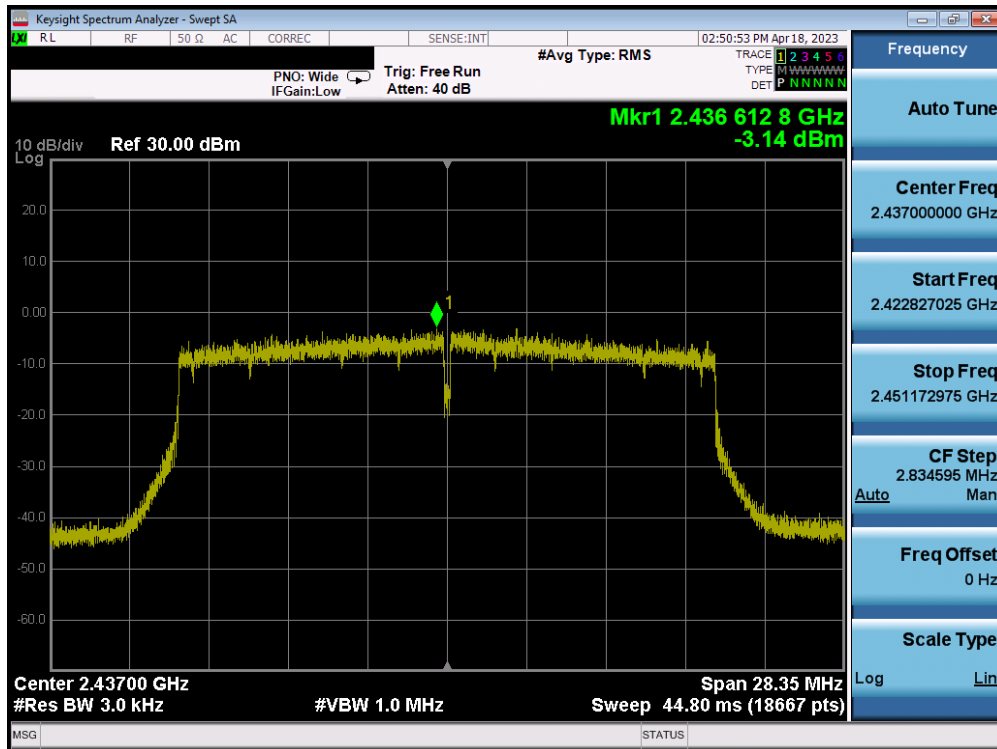 Keysight Spectrum Analyzer - Swept SA
LXI RL RF 50 Ω AC CORREC SENSE:INT 02:50:53 PM Apr 18, 2023
#Avg Type: RMS
TRACE 1 2 3 4 5 6
PNO: Wide Trig: Free Run
TYPE M W W W W W
IFGain:Low Atten: 40 dB
DET P N N N N N
Mkr1 2.436 612 8 GHz
-3.14 dBm
10 dB/div Ref 30.00 dBm
Log
20.0
10.0
0.00
1
-10.0
-20.0
-30.0
-40.0
-50.0
-60.0
Center 2.43700 GHz Span 28.35 MHz
#Res BW 3.0 kHz #VBW 1.0 MHz Sweep 44.80 ms (18667 pts)
MSG STATUS
Frequency
Auto Tune
Center Freq
2.437000000 GHz
Start Freq
2.422827025 GHz
Stop Freq
2.451172975 GHz
CF Step
2.834595 MHz
Auto Man
Freq Offset
0 Hz
Scale Type
Log Lin